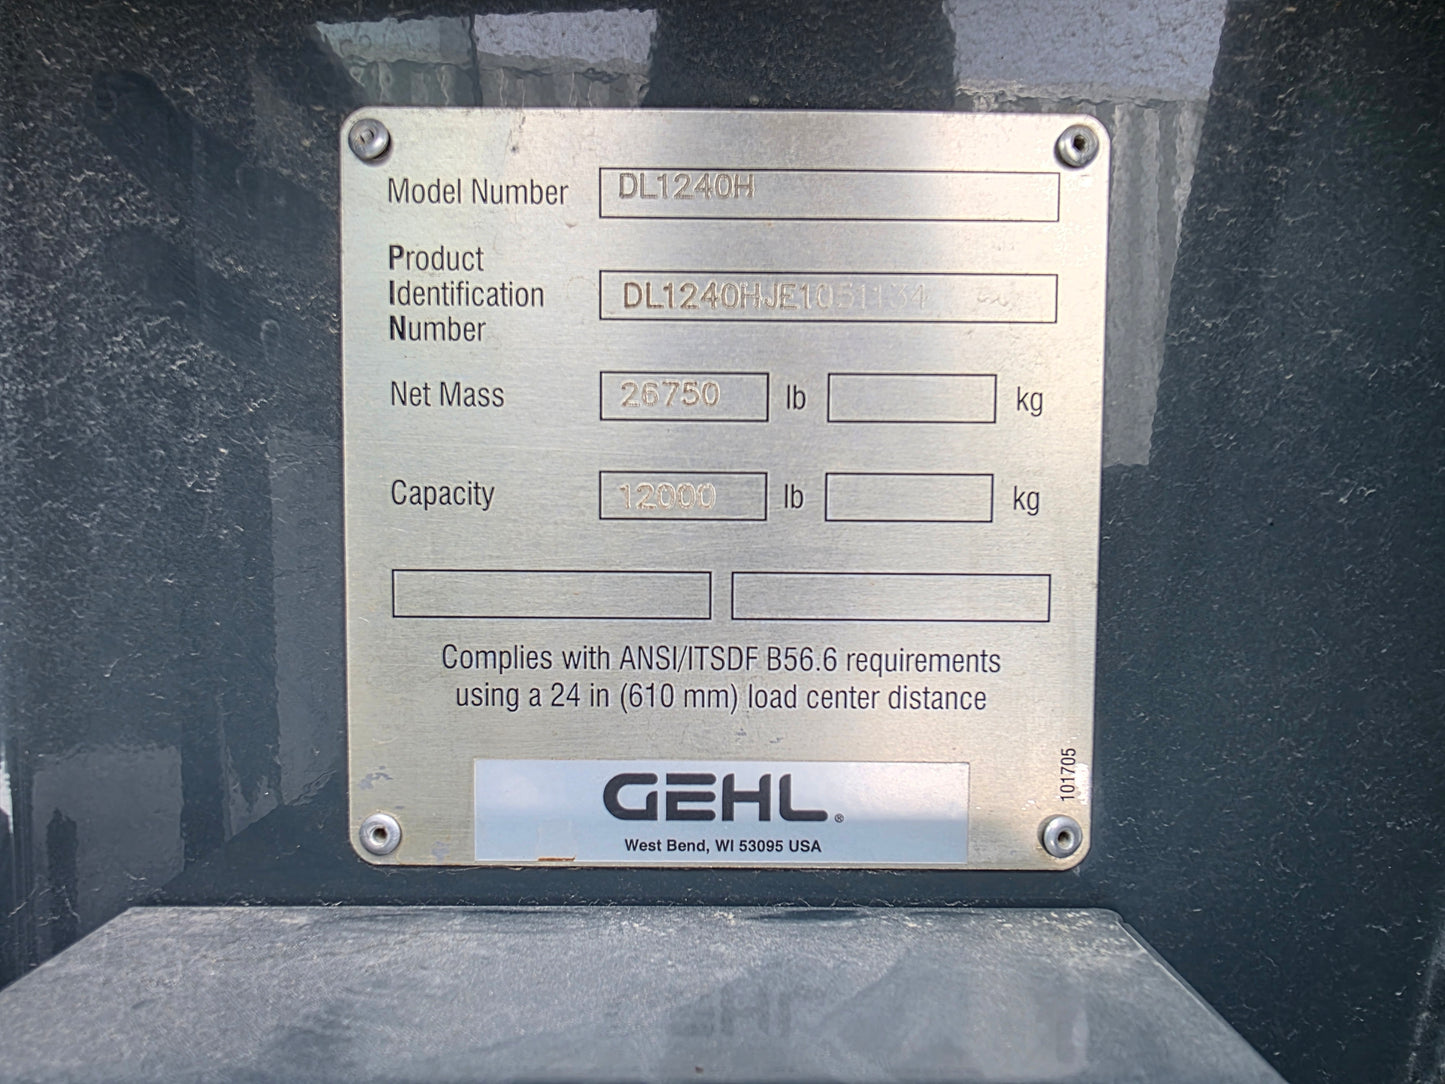 Model Number DL1240H
Product
Identification DL1240HJE1051134
Number
Net Mass 26750 lb kg
Capacity 12000 lb kg
Complies with ANSI/ITSDF B56.6 requirements
using a 24 in (610 mm) load center distance
101705
GEHL®
West Bend, WI 53095 USA